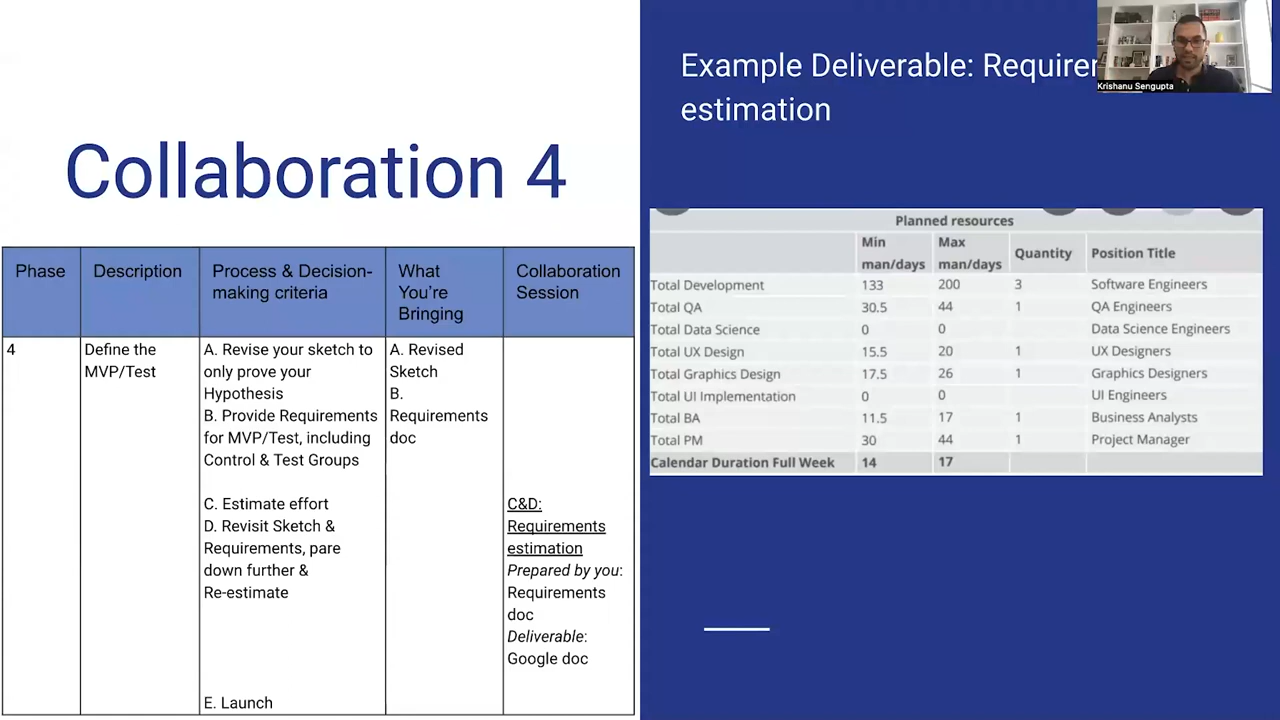 Collaboration 4
Phase
Description
Process & Decision-
making criteria
What
You're
Bringing
Collaboration
Session
4
Define the
MVP/Test
A. Revise your sketch to
only prove your
Hypothesis
B. Provide Requirements
for MVP/Test, including
Control & Test Groups
C. Estimate effort
D. Revisit Sketch &
Requirements, pare
down further &
Re-estimate
E. Launch
A. Revised
Sketch
B.
Requirements
doc
C&D:
Requirements
estimation
Prepared by you:
Requirements
doc
Deliverable:
Google doc
Example Deliverable:
estimation
Krishanu Sengupta
Planned resources
Min man/days Max man/days Quantity Position Title
Total Development 133 200 3 Software Engineers
Total QA 30.5 44 1 QA Engineers
Total Data Science 0 0 Data Science Engineers
Total UX Design 15.5 20 1 UX Designers
Total Graphics Design 17.5 26 1 Graphics Designers
Total UI Implementation 0 0 UI Engineers
Total BA 11.5 17 1 Business Analysts
Total PM 30 44 1 Project Manager
Calendar Duration Full Week 14 17